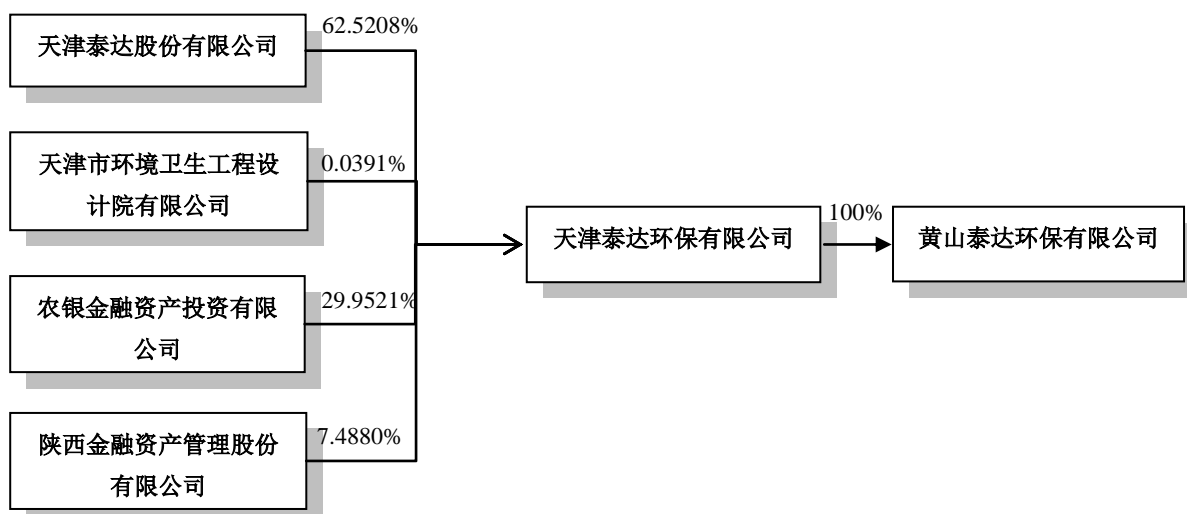 62.5208%
天津泰达股份有限公司
天津市环境卫生工程设
计院有限公司
0.0391%
天津泰达环保有限公司
100%
黄山泰达环保有限公司
农银金融资产投资有限
公司
29.9521%
陕西金融资产管理股份
有限公司
7.4880%